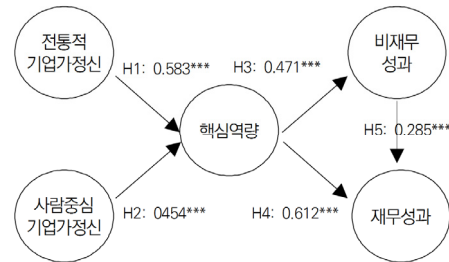 전통적
기업가정신
비재무
성과
H1: 0.583***
H3: 0.471***
핵심역량
H5: 0.285***
사람중심
기업가정신
H2: 0454***
H4: 0.612***
재무성과